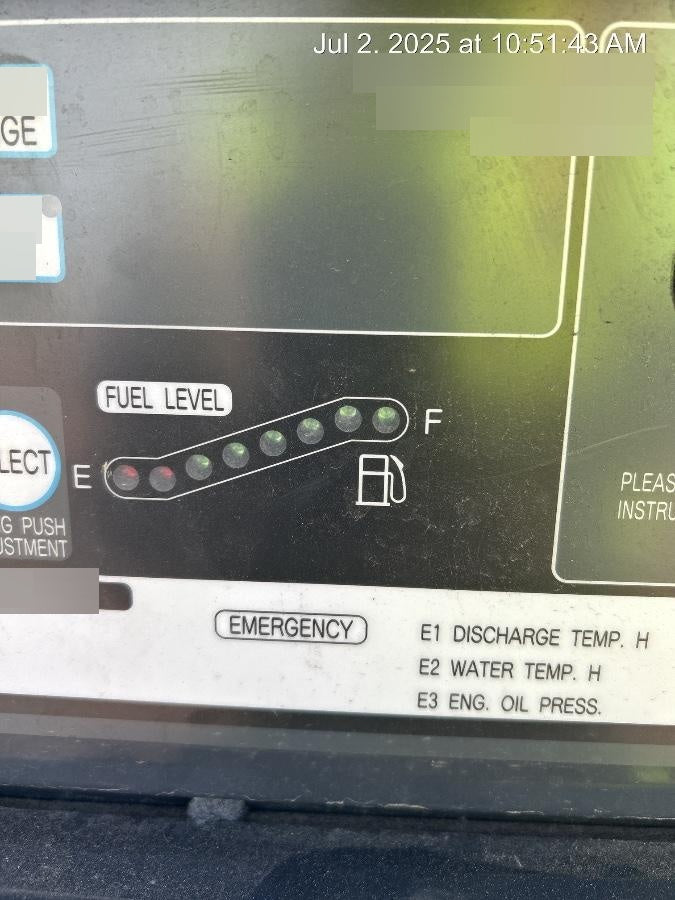 Jul 2. 2025 at 10:51:43 AM
GE
FUEL LEVEL
F
E
LECT
G PUSH
USTMENT
PLEAS
INSTRU
EMERGENCY
E1 DISCHARGE TEMP. H
E2 WATER TEMP. H
E3 ENG. OIL PRESS.